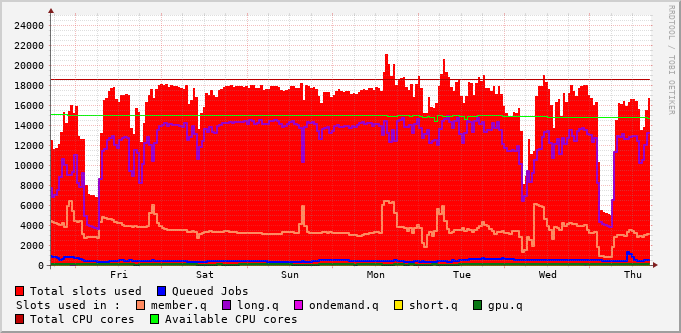 RRDTOOL / TOBI OETIKER
24000
22000
20000
18000
16000
14000
12000
10000
8000
6000
4000
2000
0
Fri Sat Sun Mon Tue Wed Thu
Total slots used Queued Jobs
Slots used in : member.q long.q ondemand.q short.q gpu.q
Total CPU cores Available CPU cores